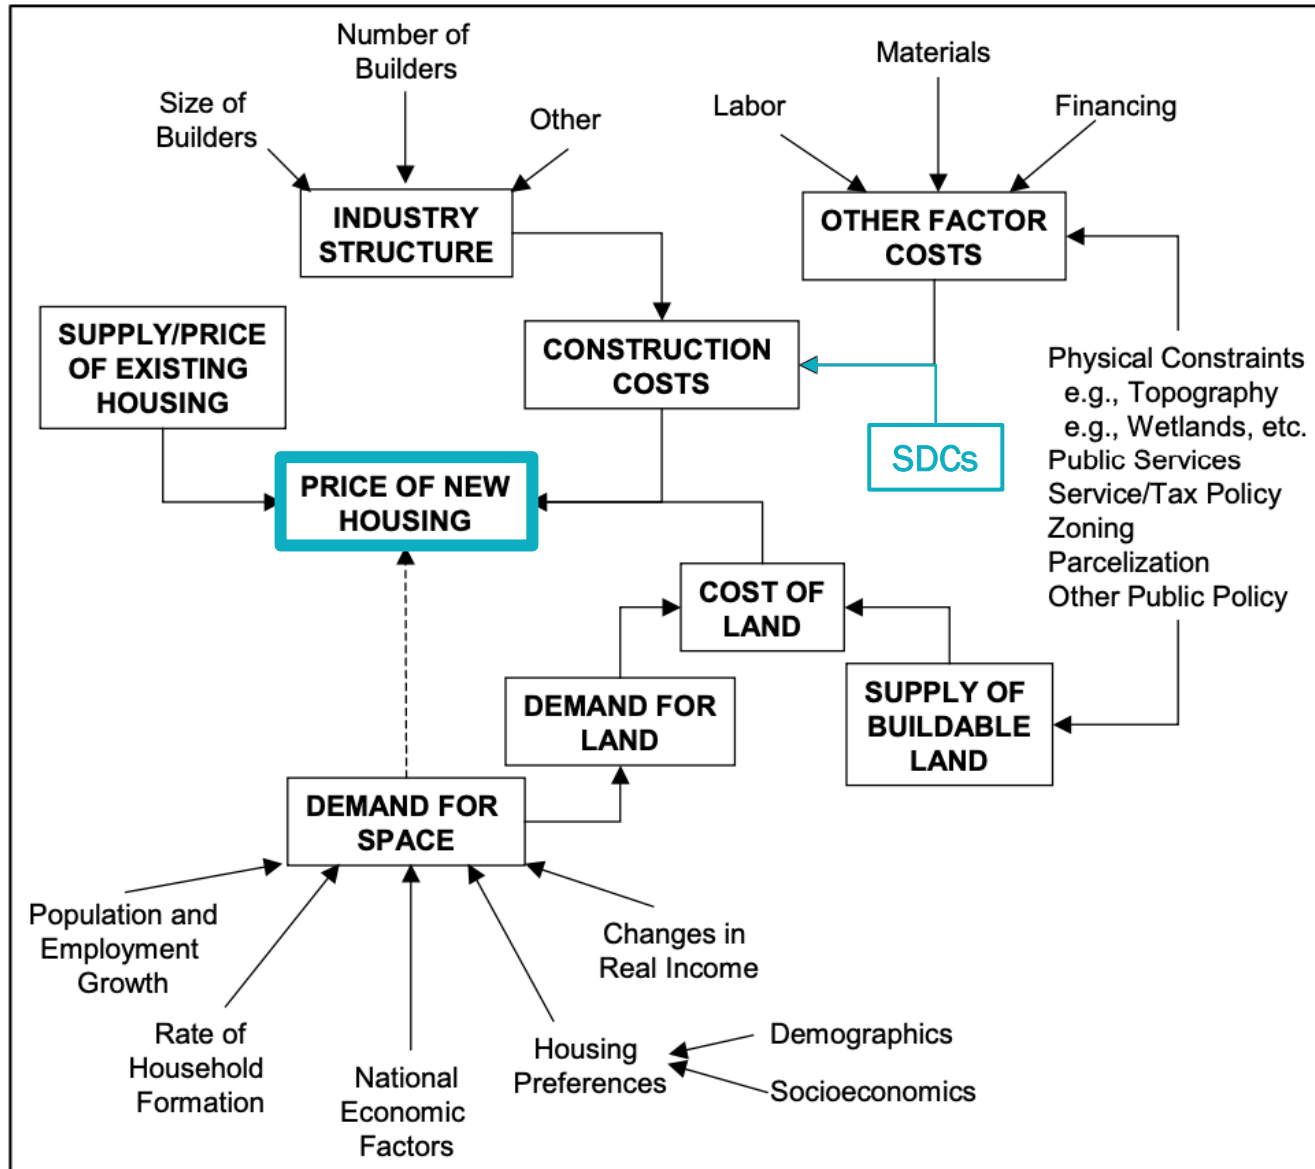 Number of
Builders
Size of
Builders
Other
INDUSTRY
STRUCTURE
Materials
Labor
Financing
OTHER FACTOR
COSTS
SUPPLY/PRICE
OF EXISTING
HOUSING
CONSTRUCTION
COSTS
Physical Constraints
e.g., Topography
e.g., Wetlands, etc.
Public Services
Service/Tax Policy
Zoning
Parcelization
Other Public Policy
SDCs
PRICE OF NEW
HOUSING
COST OF
LAND
DEMAND FOR
LAND
SUPPLY OF
BUILDABLE
LAND
DEMAND FOR
SPACE
Population and
Employment
Growth
Rate of
Household
Formation
National
Economic
Factors
Housing
Preferences
Changes in
Real Income
Demographics
Socioeconomics